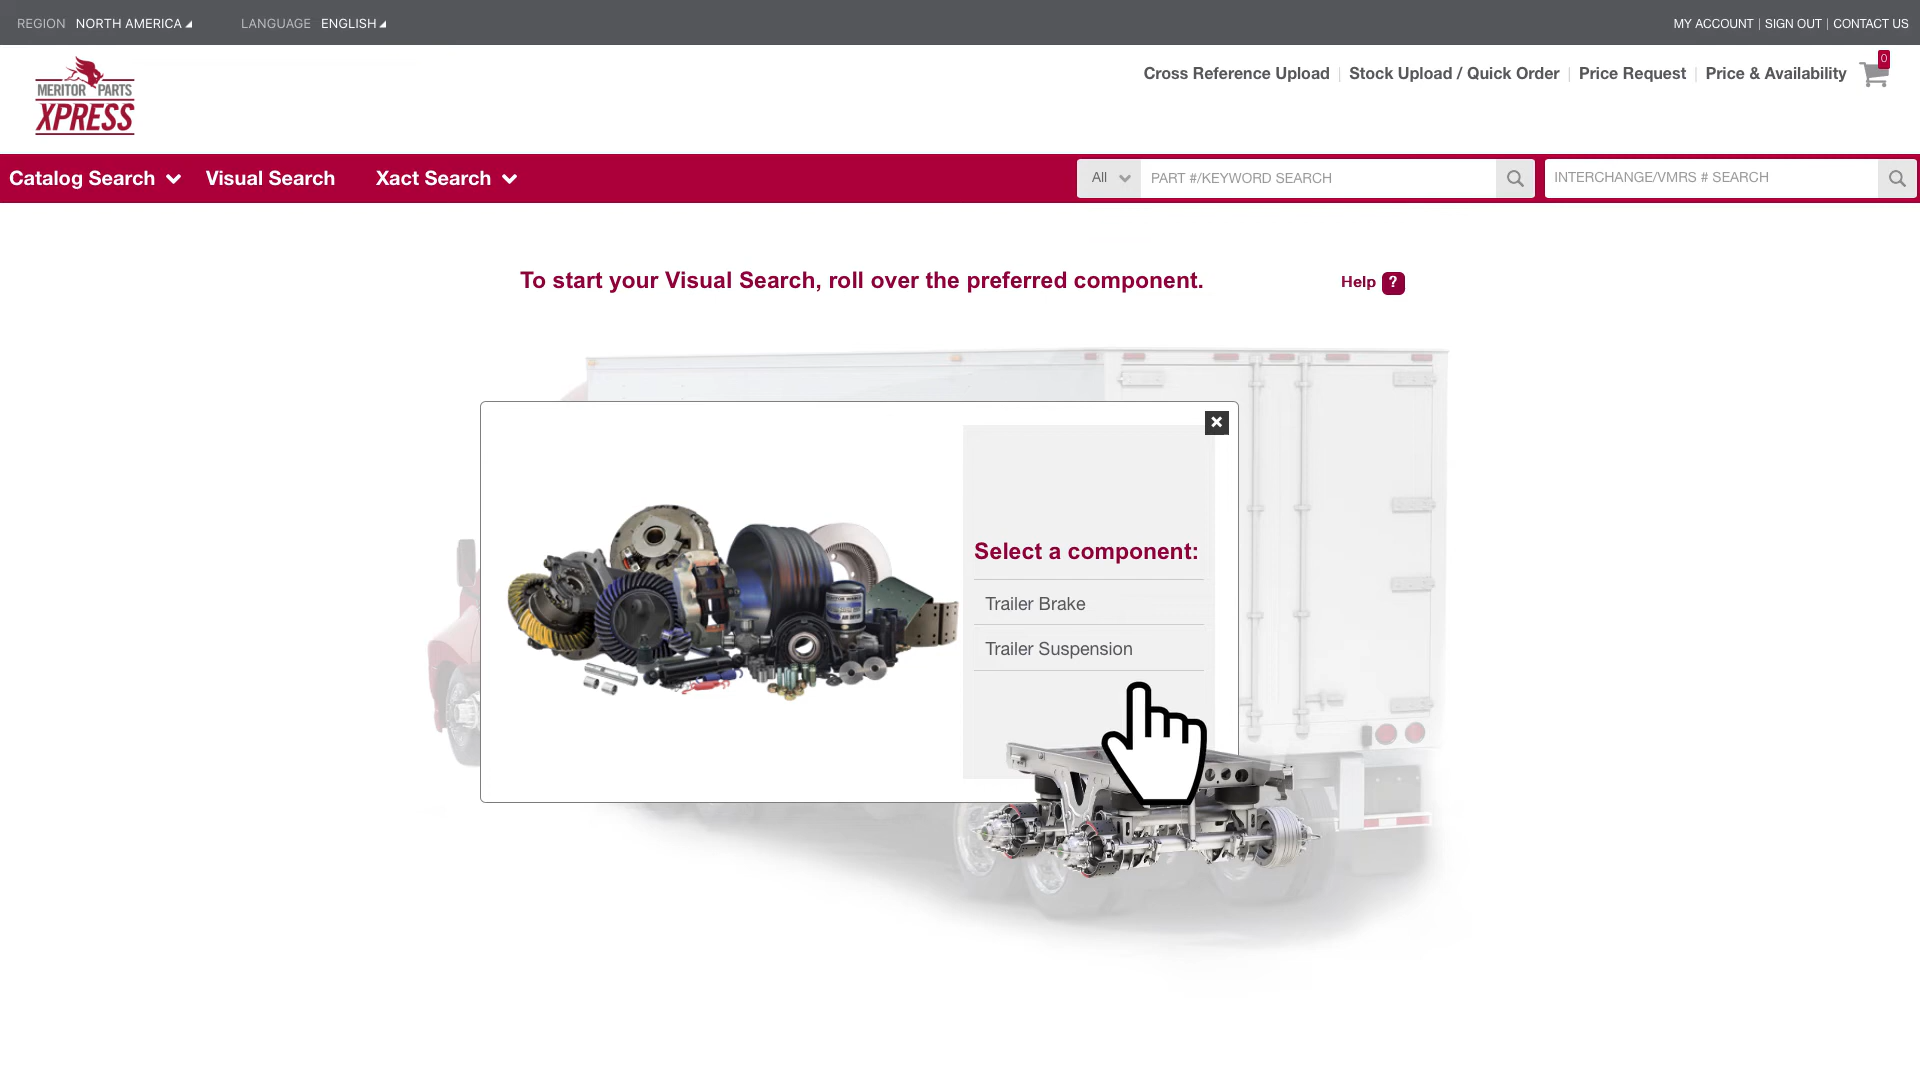 REGION NORTH AMERICA LANGUAGE ENGLISH MY ACCOUNT | SIGN OUT | CONTACT US
MERITOR PARTS
XPRESS
Cross Reference Upload | Stock Upload / Quick Order | Price Request | Price & Availability 0
Catalog Search Visual Search Xact Search All PART #/KEYWORD SEARCH INTERCHANGE/VMRS # SEARCH
To start your Visual Search, roll over the preferred component. Help ?
Select a component:
Trailer Brake
Trailer Suspension